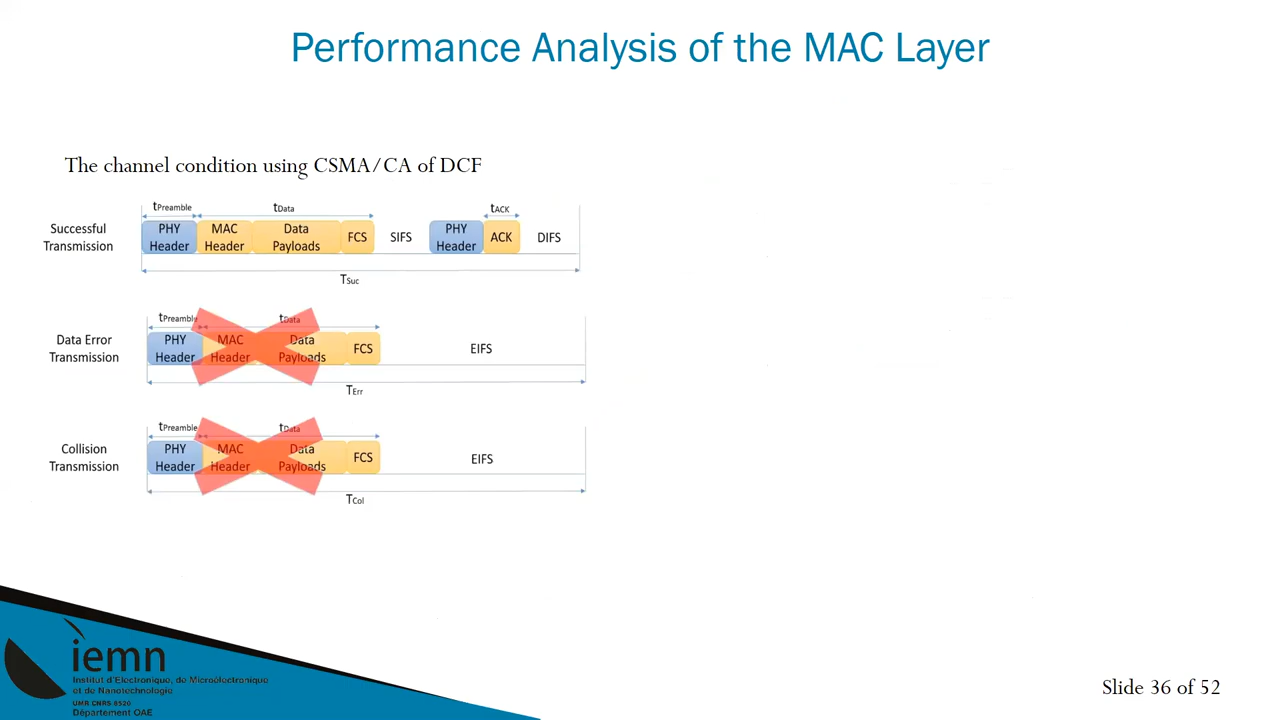 Performance Analysis of the MAC Layer
The channel condition using CSMA/CA of DCF
tPreamble
tData
tACK
Successful
Transmission
PHY
Header
MAC
Header
Data
Payloads
FCS
SIFS
PHY
Header
ACK
DIFS
TSuc
tPreamble
tData
Data Error
Transmission
PHY
Header
MAC
Header
Data
Payloads
FCS
EIFS
TErr
tPreamble
tData
Collision
Transmission
PHY
Header
MAC
Header
Data
Payloads
FCS
EIFS
TCol
iemn
Institut d'Electronique, de Microélectronique
et de Nanotechnologie
UMR CNRS 8520
Département OAE
Slide 36 of 52